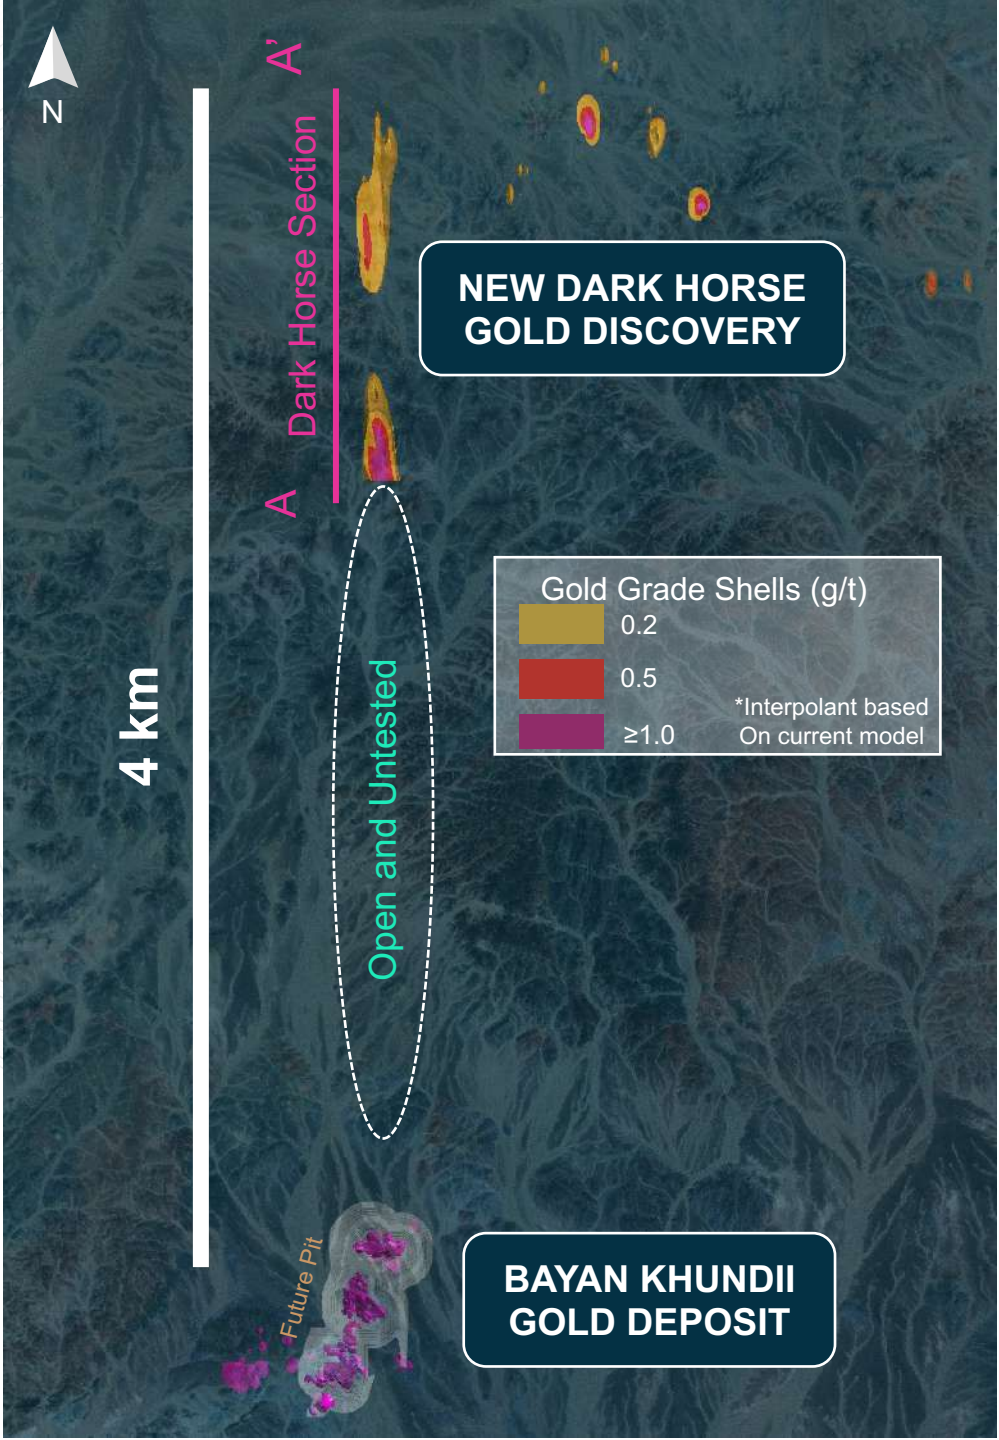 N
A'
Dark Horse Section
A
NEW DARK HORSE
GOLD DISCOVERY
Gold Grade Shells (g/t)
0.2
0.5
≥1.0
*Interpolant based
On current model
4 km
Open and Untested
Future Pit
BAYAN KHUNDII
GOLD DEPOSIT